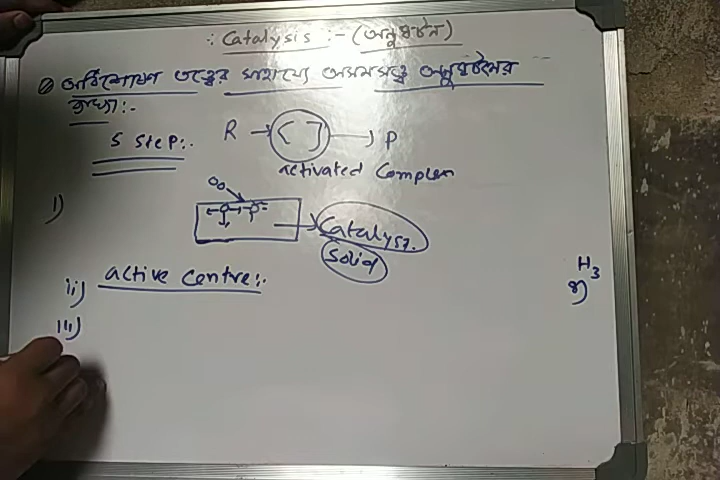 : Catalysis :- (অনুঘটন)
অধিশোষণ তত্ত্বের সাহায্যে অসমসত্ত্ব অনুঘটনের
ব্যাখ্যা:-
5 Step:.
R → [ ] → P
activated Complex
i)
Catalyst.
Solid
ii) active Centre:.
H3
iii)